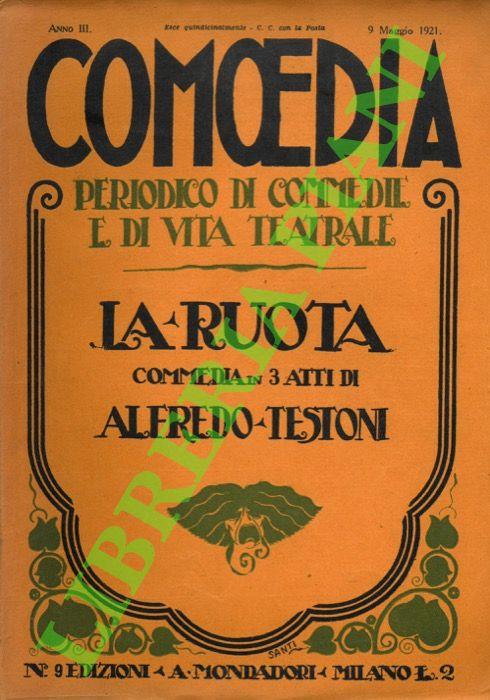 Anno III.
Esce quindicinalmente - C. C. con la Posta
9 Maggio 1921.
COMŒDIA
PERIODICO DI COMMEDIE
E DI VITA TEATRALE
LA RUOTA
COMMEDIA IN 3 ATTI DI
ALFREDO TESTONI
SANTI
N. 9 EDIZIONI - A. MONDADORI - MILANO L. 2
LIBRERIA PIANI